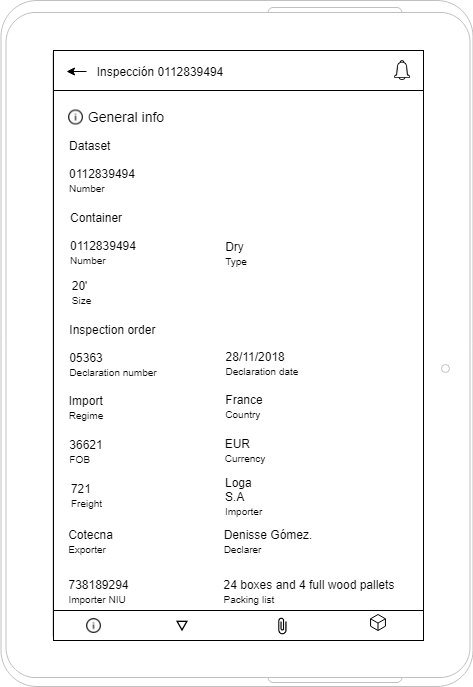 Inspección 0112839494
General info
Dataset
0112839494
Number
Container
0112839494
Dry
Number
Type
20'
Size
Inspection order
05363
28/11/2018
Declaration number
Declaration date
Import
France
Regime
Country
36621
EUR
FOB
Currency
721
Loga
S.A
Freight
Importer
Cotecna
Denisse Gómez.
Exporter
Declarer
738189294
24 boxes and 4 full wood pallets
Importer NIU
Packing list